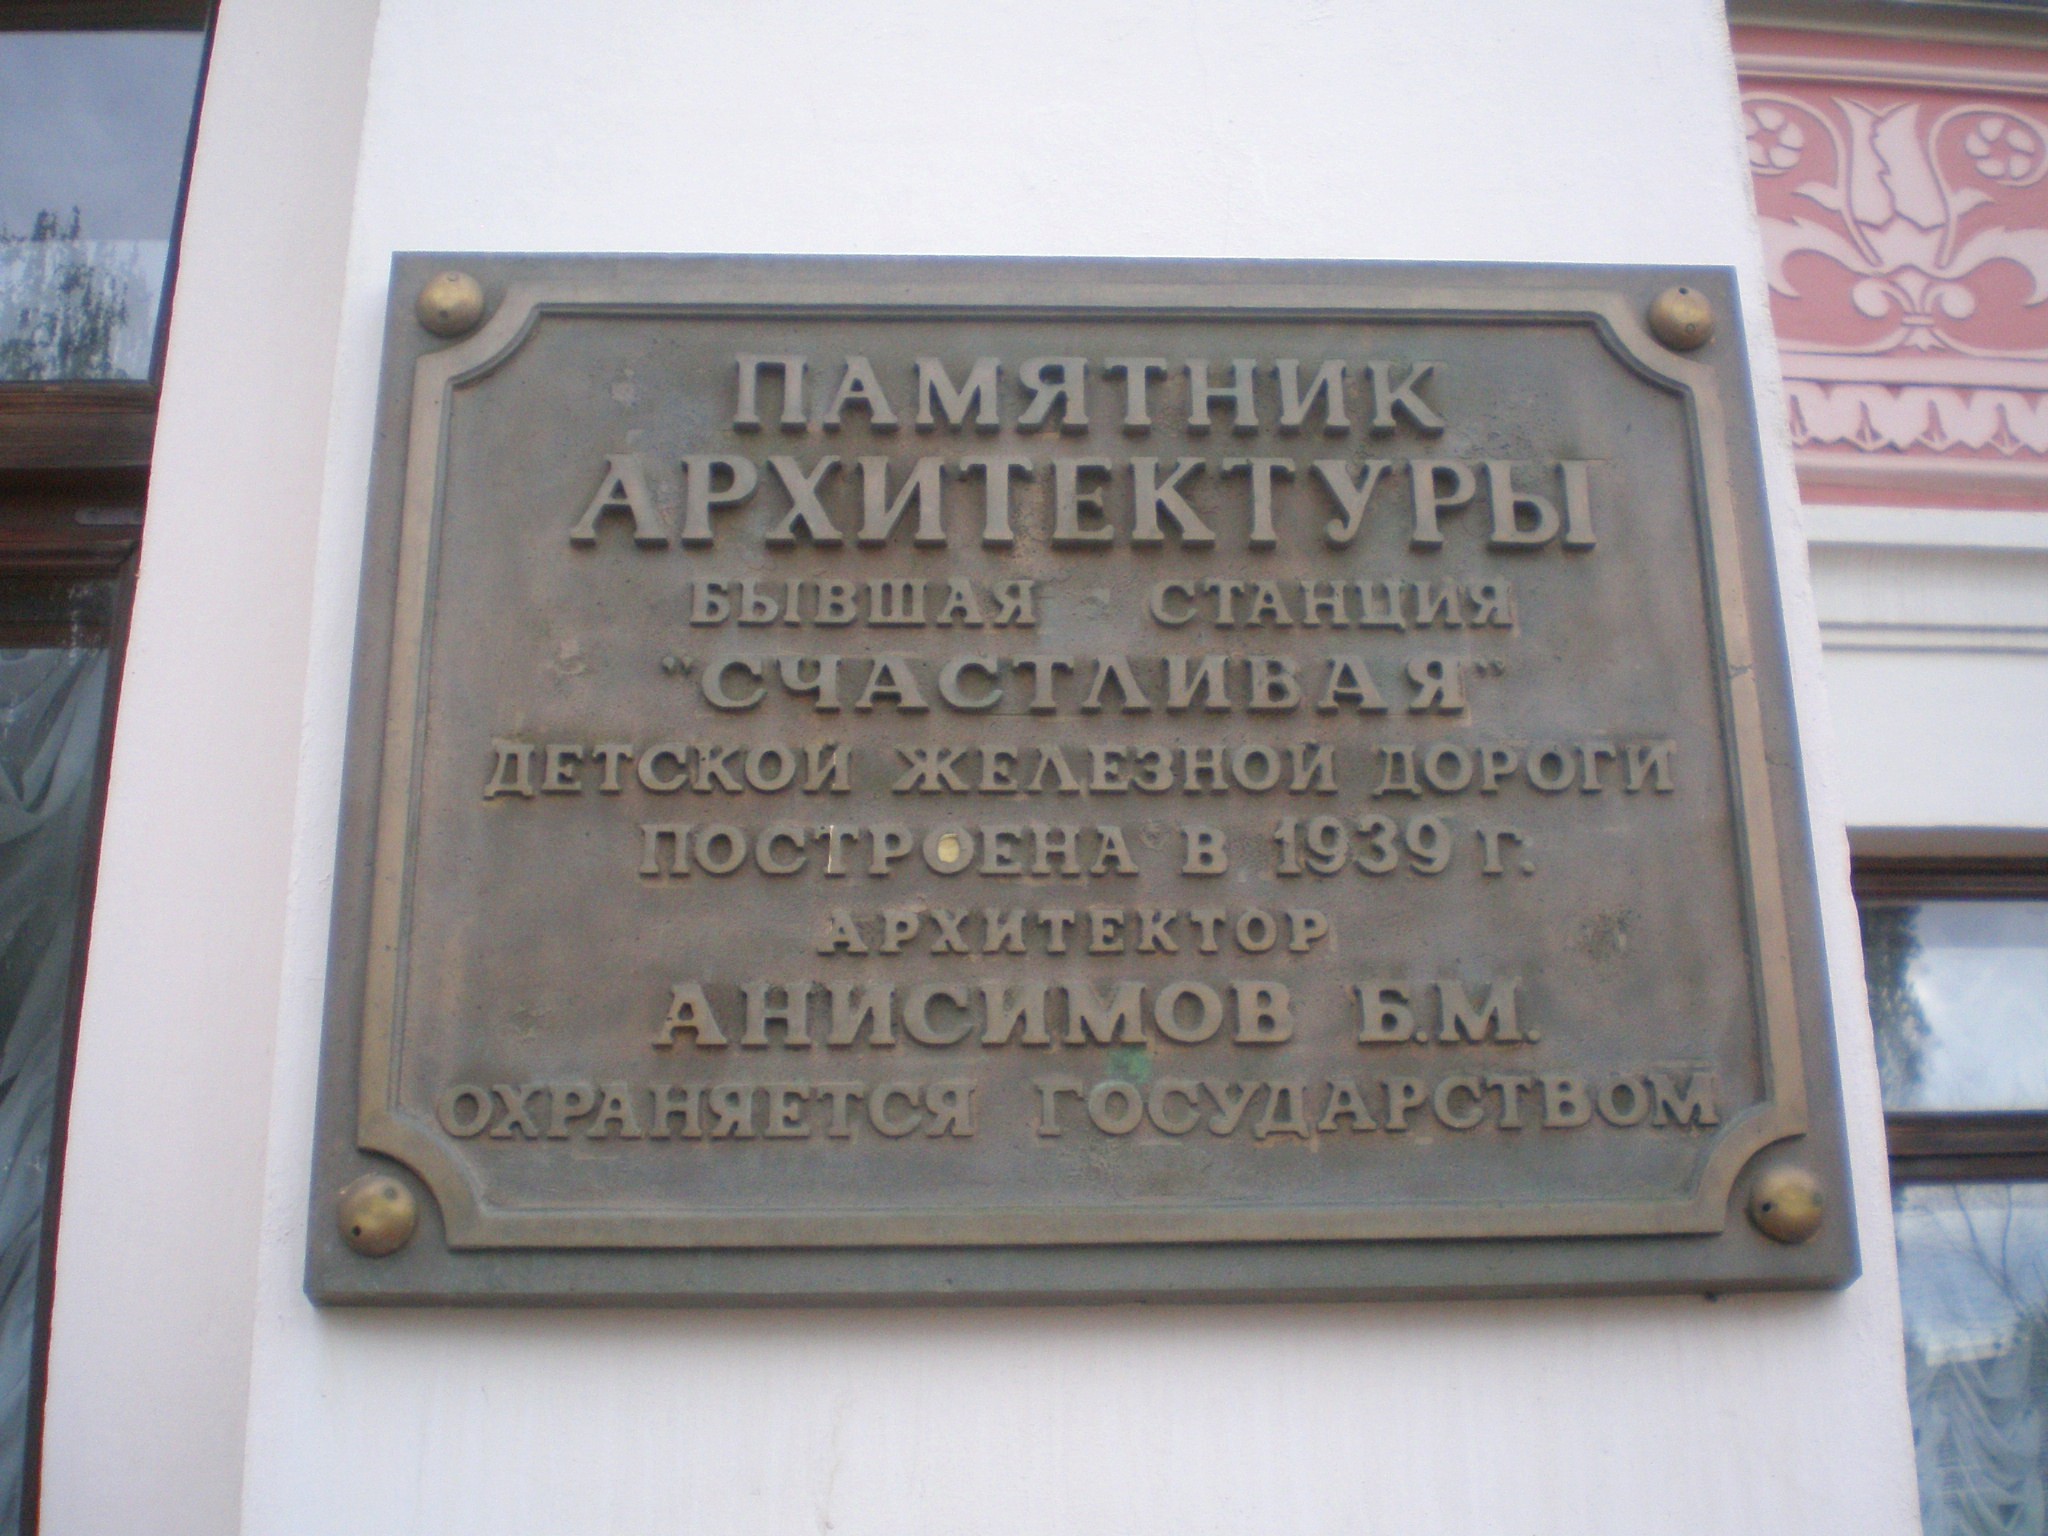 ПАМЯТНИК
АРХИТЕКТУРЫ
БЫВШАЯ СТАНЦИЯ
"СЧАСТЛИВАЯ"
ДЕТСКОЙ ЖЕЛЕЗНОЙ ДОРОГИ
ПОСТРОЕНА В 1939 Г.
АРХИТЕКТОР
АНИСИМОВ Б.М.
ОХРАНЯЕТСЯ ГОСУДАРСТВОМ